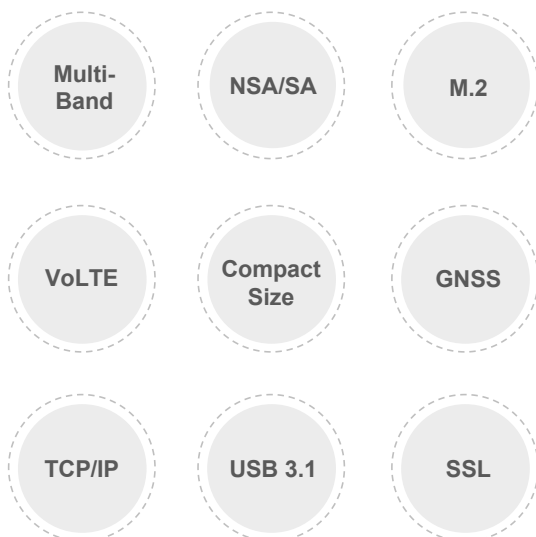 Multi-
Band
NSA/SA
M.2
VoLTE
Compact
Size
GNSS
TCP/IP
USB 3.1
SSL